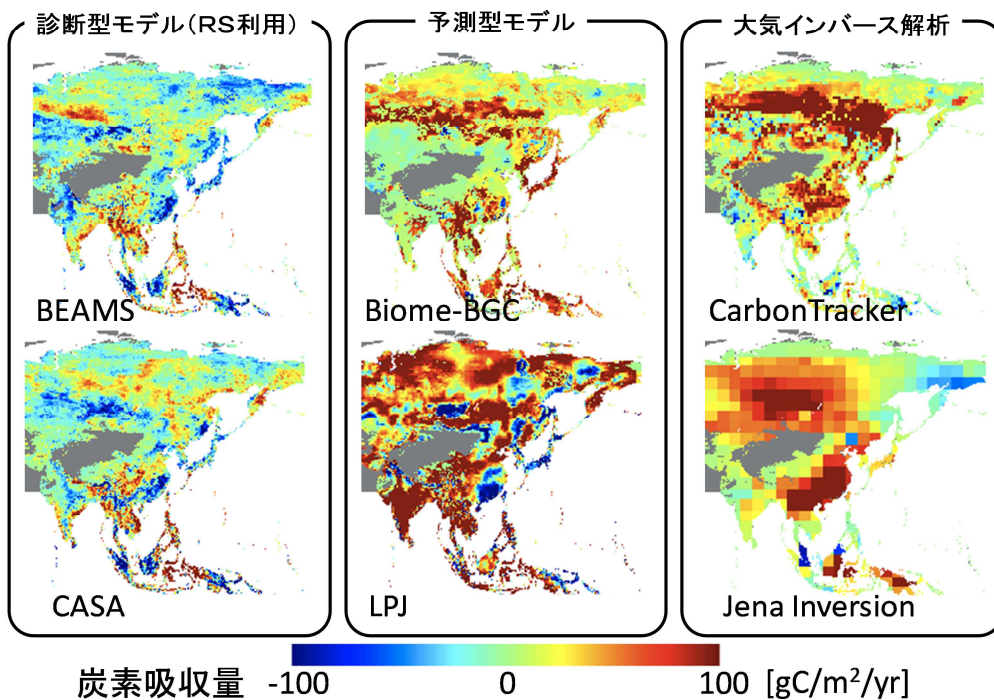 診断型モデル(RS利用)
予測型モデル
大気インバース解析
BEAMS
Biome-BGC
CarbonTracker
CASA
LPJ
Jena Inversion
炭素吸収量 -100 0 100 [gC/m²/yr]